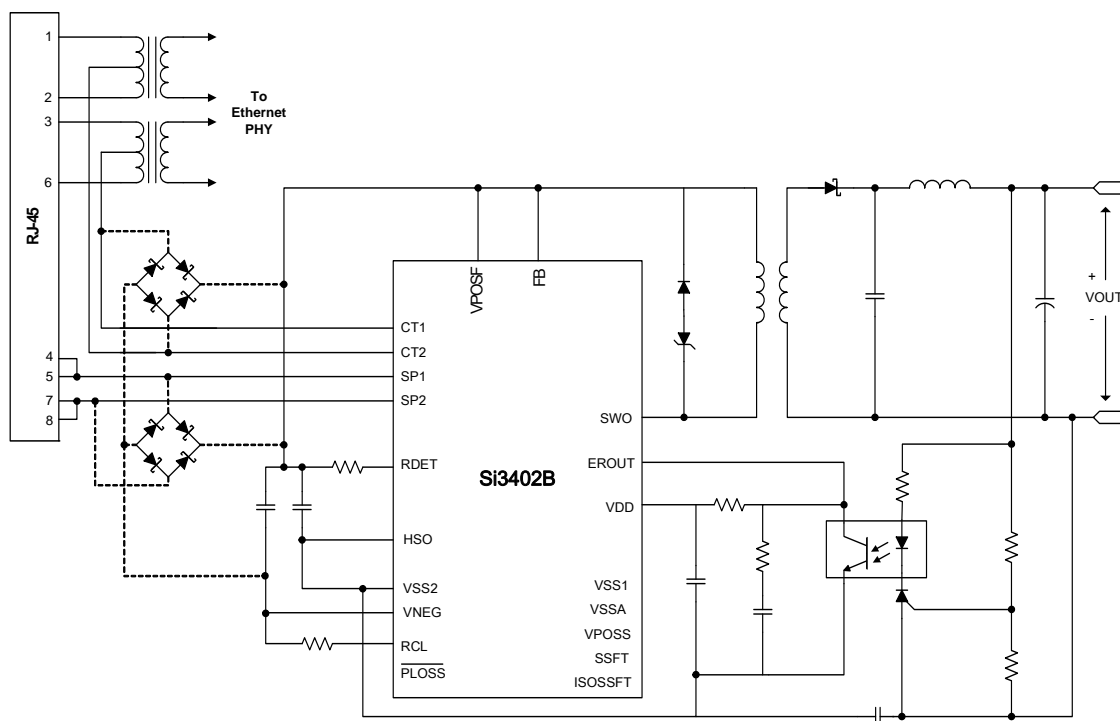 1
2
3
6
To
Ethernet
PHY
RJ-45
4
5
7
8
VPOSF
FB
CT1
CT2
SP1
SP2
SWO
RDET
EROUT
Si3402B
VDD
HSO
VSS2
VNEG
RCL
PLOSS
VSS1
VSSA
VPOSS
SSFT
ISOSSFT
+
VOUT
-